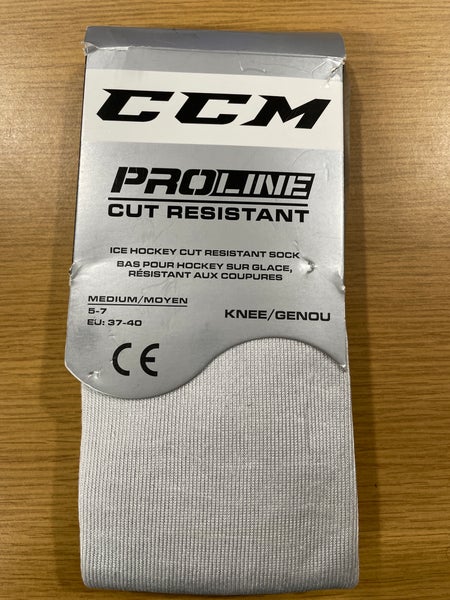 CCM
PROLINE
CUT RESISTANT
ICE HOCKEY CUT RESISTANT SOCK
BAS POUR HOCKEY SUR GLACE,
RÉSISTANT AUX COUPURES
MEDIUM/MOYEN
5-7
EU: 37-40
KNEE/GENOU
CE